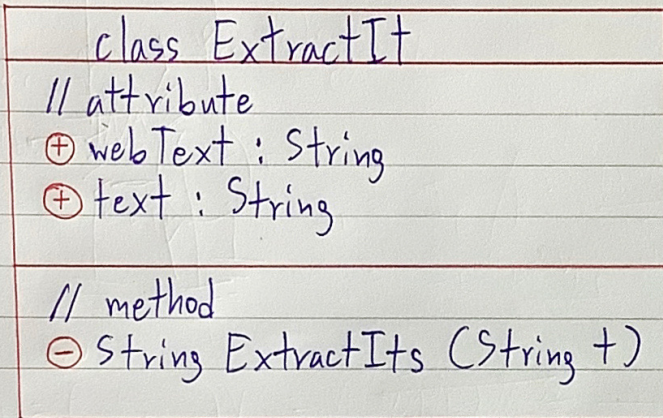 class ExtractIt
// attribute
⊕ webText : String
⊕ text : String
// method
⊖ String ExtractIts (String t)